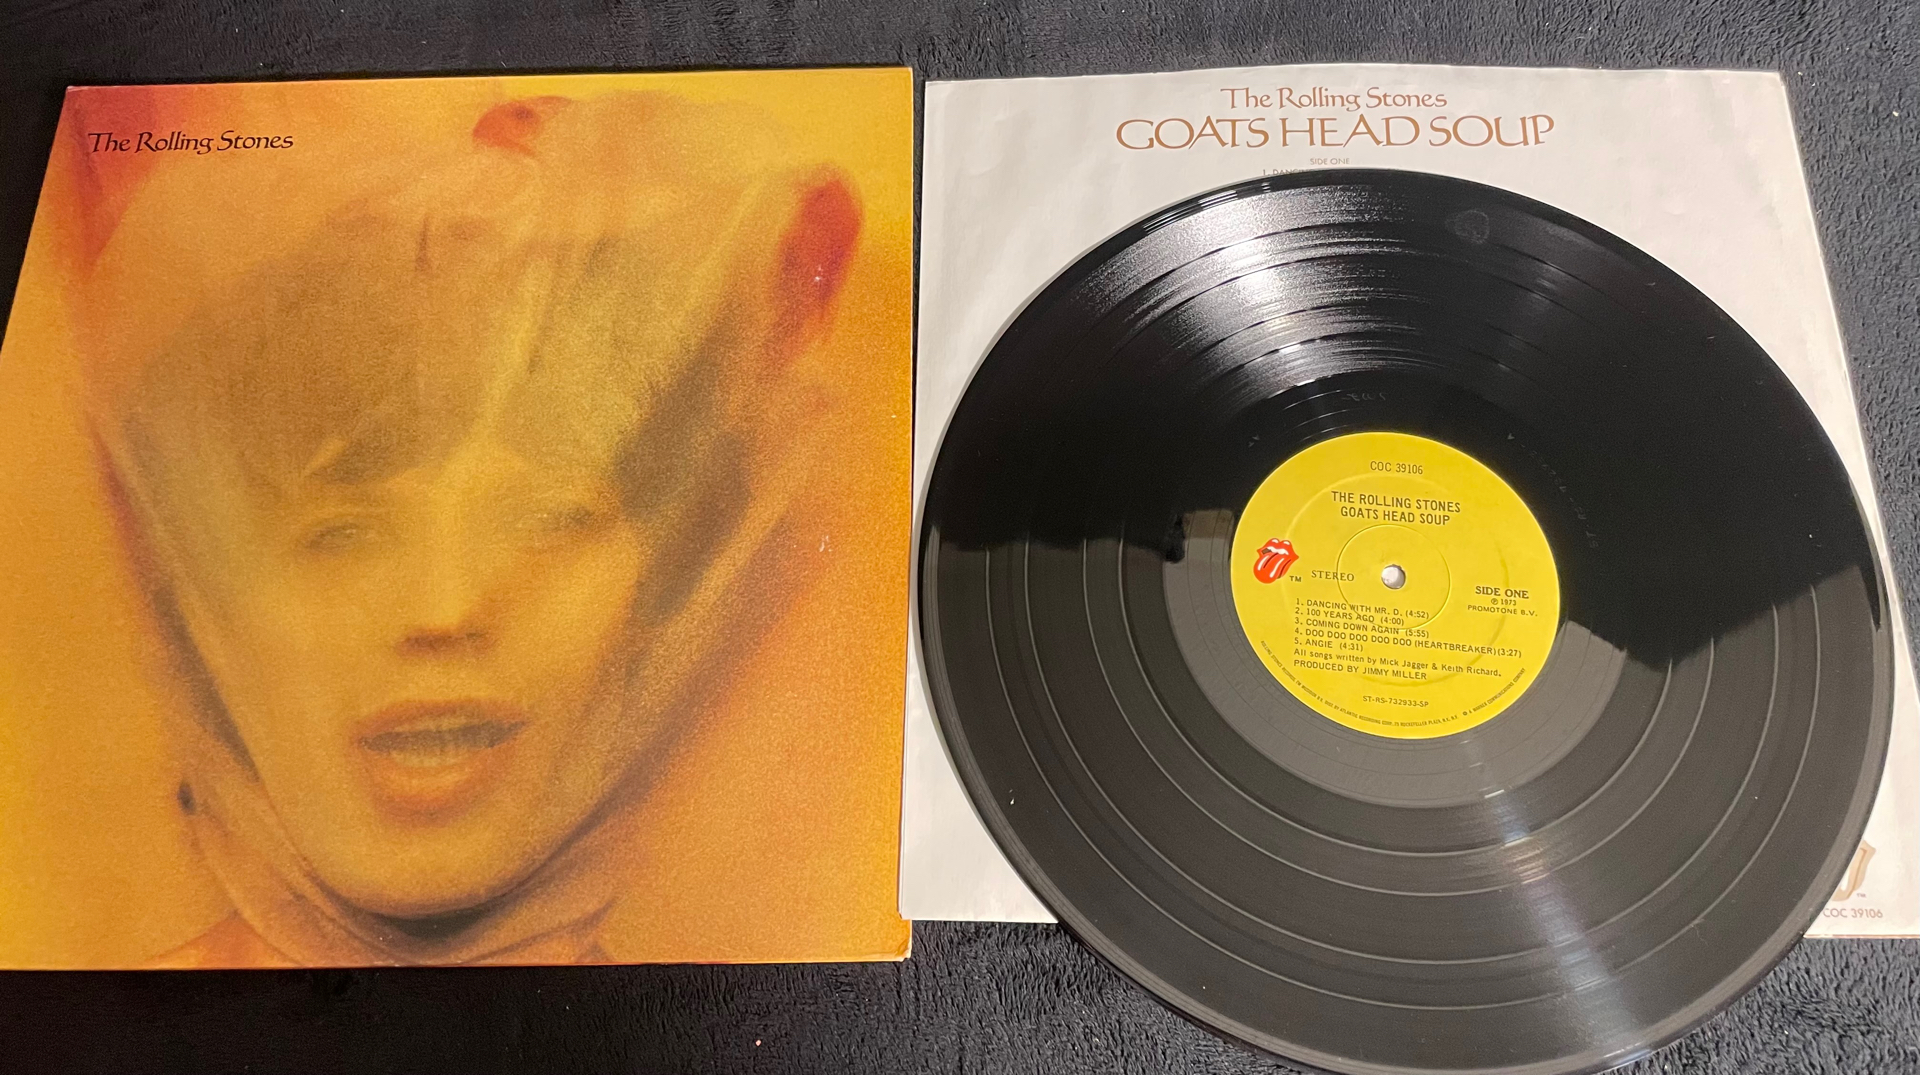 The Rolling Stones
The Rolling Stones
GOATS HEAD SOUP
SIDE ONE
COC 39106
THE ROLLING STONES
GOATS HEAD SOUP
TM STEREO
SIDE ONE
℗ 1973
PROMOTONE B.V.
1. DANCING WITH MR. D. (4:52)
2. 100 YEARS AGO (4:00)
3. COMING DOWN AGAIN (5:55)
4. DOO DOO DOO DOO DOO (HEARTBREAKER) (3:27)
5. ANGIE (4:31)
All songs written by Mick Jagger & Keith Richard.
PRODUCED BY JIMMY MILLER
ST-RS-732933-SP
TM
COC 39106